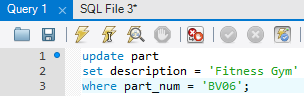 Query 1
SQL File 3*
1 update part
2 set description = 'Fitness Gym'
3 where part_num = 'BV06';